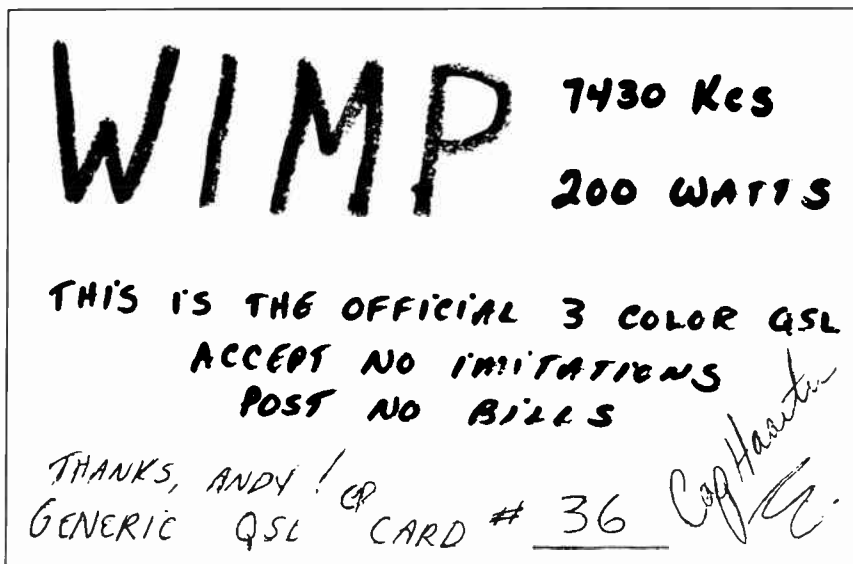 WIMP
7430 Kcs
200 WATTS
THIS IS THE OFFICIAL 3 COLOR QSL
ACCEPT NO IMITATIONS
POST NO BILLS
THANKS, ANDY!
GENERIC QSL CARD # 36